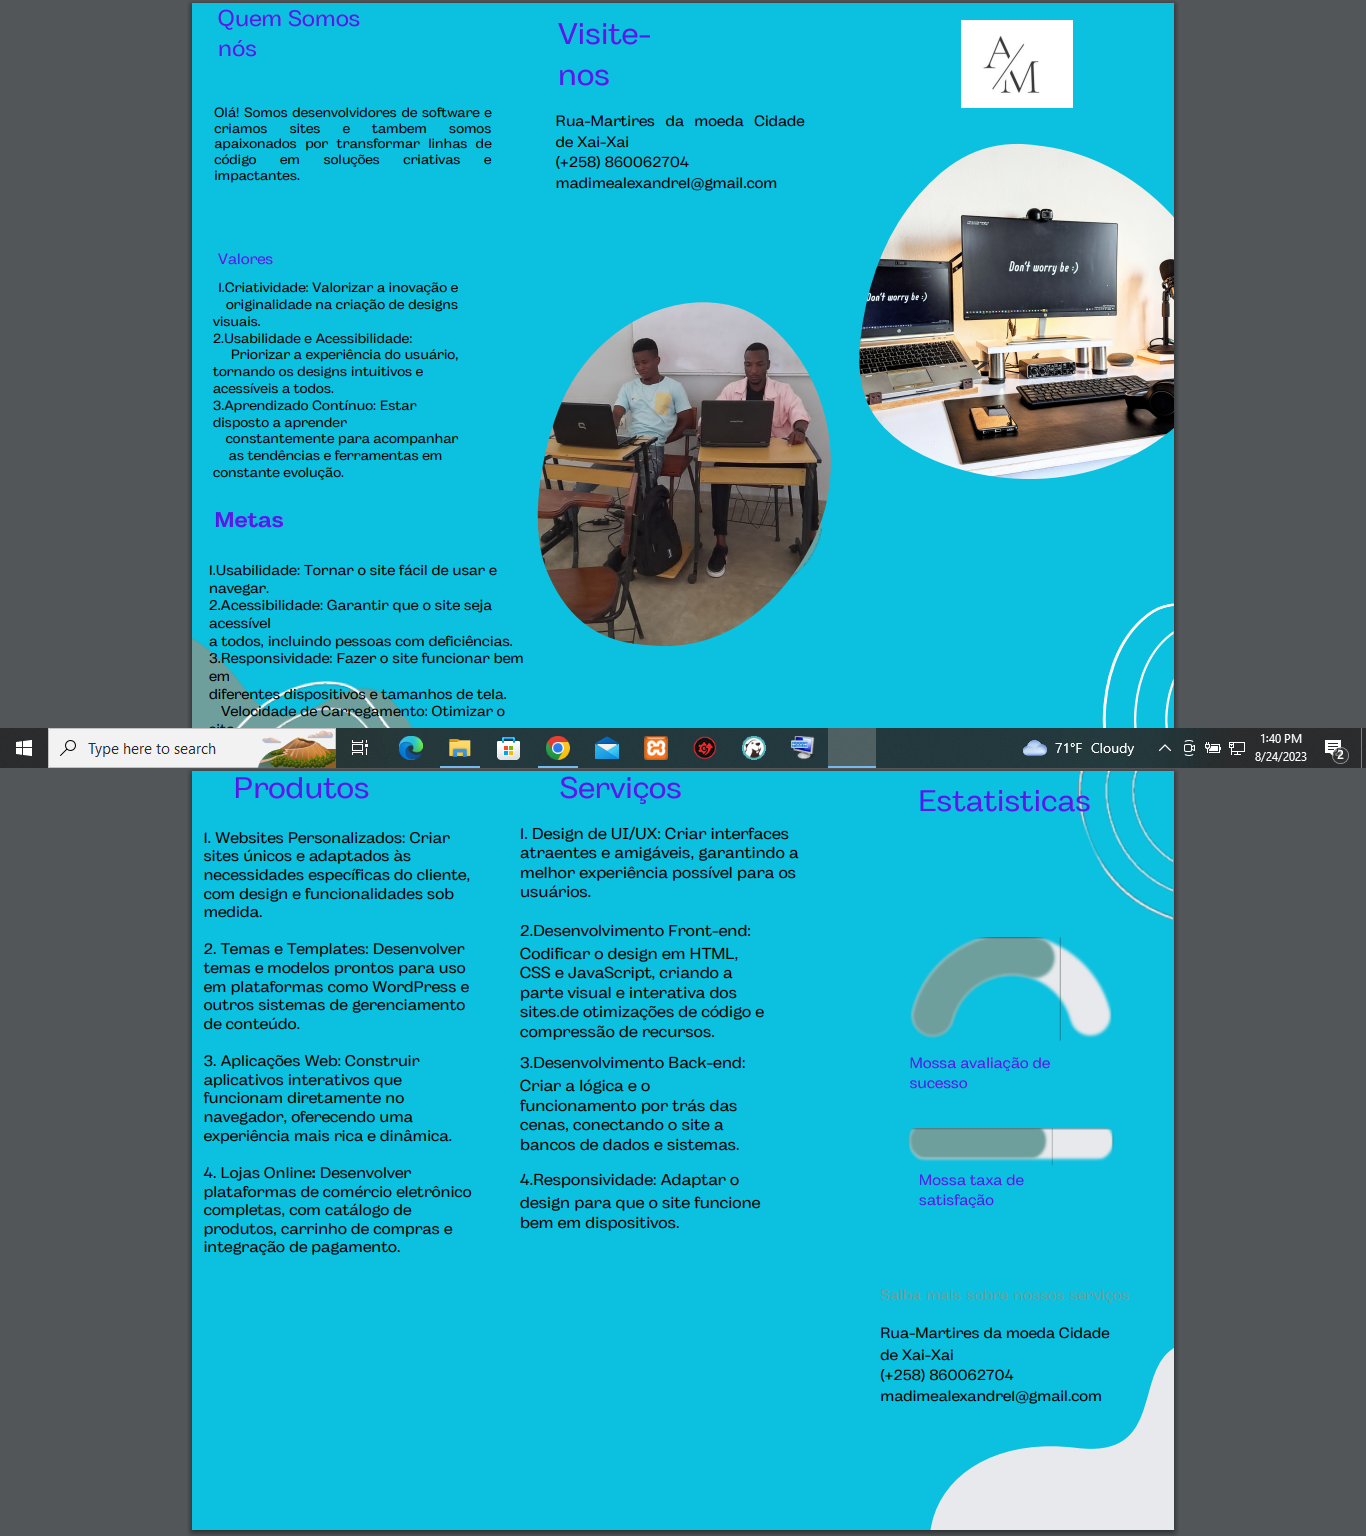 Quem Somos
nós
Olá! Somos desenvolvidores de software e
criamos sites e tambem somos
apaixonados por transformar linhas de
código em soluções criativas e
impactantes.
Valores
1.Criatividade: Valorizar a inovação e
originalidade na criação de designs
visuais.
2.Usabilidade e Acessibilidade:
Priorizar a experiência do usuário,
tornando os designs intuitivos e
acessíveis a todos.
3.Aprendizado Contínuo: Estar
disposto a aprender
constantemente para acompanhar
as tendências e ferramentas em
constante evolução.
Metas
1.Usabilidade: Tornar o site fácil de usar e
navegar.
2.Acessibilidade: Garantir que o site seja
acessível
a todos, incluindo pessoas com deficiências.
3.Responsividade: Fazer o site funcionar bem
em
diferentes dispositivos e tamanhos de tela.
Velocidade de Carregamento: Otimizar o
site
Visite-
nos
Rua-Martires da moeda Cidade
de Xai-Xai
(+258) 860062704
madimealexandre1@gmail.com
A/M
Don't worry be :)
Don't worry be :)
Type here to search
71°F Cloudy
1:40 PM
8/24/2023
2
Produtos
1. Websites Personalizados: Criar
sites únicos e adaptados às
necessidades específicas do cliente,
com design e funcionalidades sob
medida.
2. Temas e Templates: Desenvolver
temas e modelos prontos para uso
em plataformas como WordPress e
outros sistemas de gerenciamento
de conteúdo.
3. Aplicações Web: Construir
aplicativos interativos que
funcionam diretamente no
navegador, oferecendo uma
experiência mais rica e dinâmica.
4. Lojas Online: Desenvolver
plataformas de comércio eletrônico
completas, com catálogo de
produtos, carrinho de compras e
integração de pagamento.
Serviços
1. Design de UI/UX: Criar interfaces
atraentes e amigáveis, garantindo a
melhor experiência possível para os
usuários.
2.Desenvolvimento Front-end:
Codificar o design em HTML,
CSS e JavaScript, criando a
parte visual e interativa dos
sites.de otimizações de código e
compressão de recursos.
3.Desenvolvimento Back-end:
Criar a lógica e o
funcionamento por trás das
cenas, conectando o site a
bancos de dados e sistemas.
4.Responsividade: Adaptar o
design para que o site funcione
bem em dispositivos.
Estatisticas
Mossa avaliação de
sucesso
Mossa taxa de
satisfação
Saiba mais sobre nossos serviços
Rua-Martires da moeda Cidade
de Xai-Xai
(+258) 860062704
madimealexandre1@gmail.com